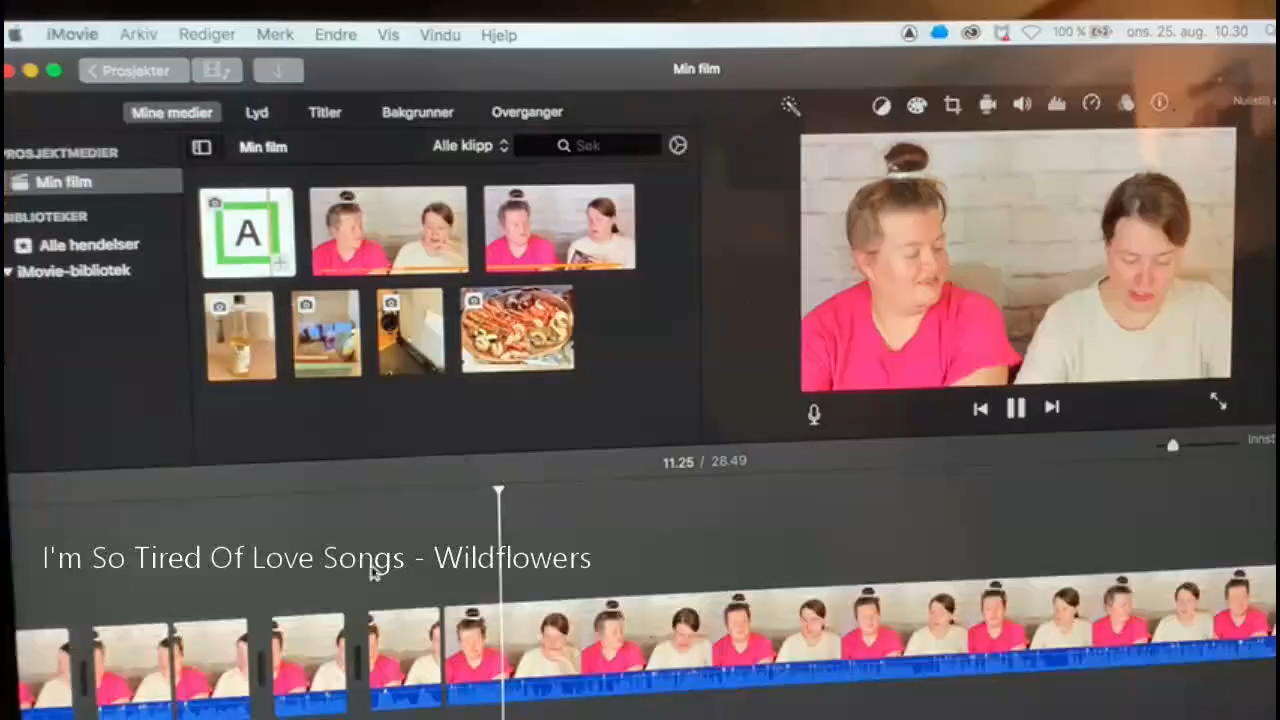 iMovie Arkiv Rediger Merk Endre Vis Vindu Hjelp 100 % ons. 25. aug. 10.30
Prosjekter
Min film
Mine medier Lyd Titler Bakgrunner Overganger
Nullstill
PROSJEKTMEDIER
Min film
Alle klipp
Søk
Min film
BIBLIOTEKER
Alle hendelser
iMovie-bibliotek
A
11.25 / 28.49
I'm So Tired Of Love Songs - Wildflowers